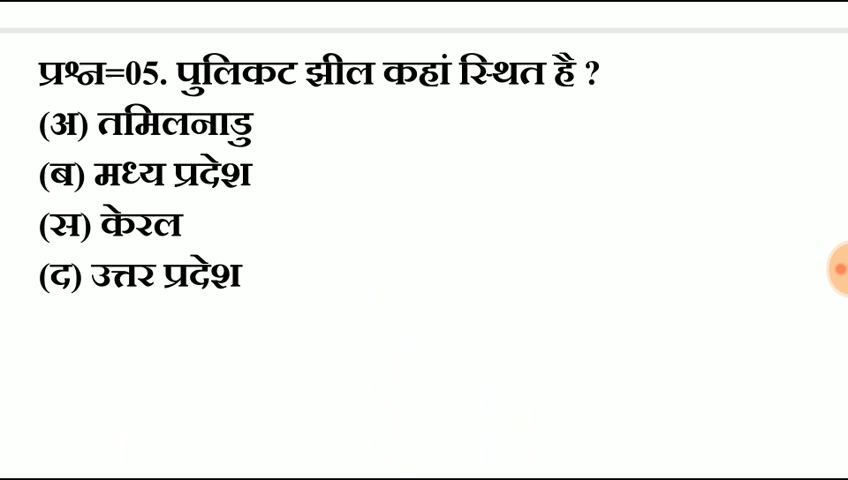 प्रश्न=05. पुलिकट झील कहां स्थित है ?
(अ) तमिलनाडु
(ब) मध्य प्रदेश
(स) केरल
(द) उत्तर प्रदेश